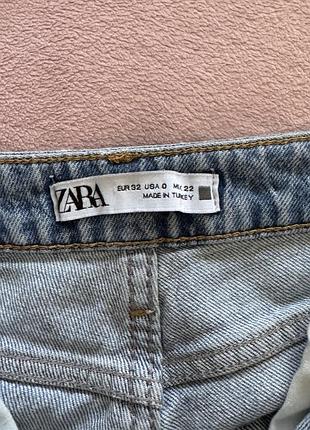 ZARA
EUR 32 USA 0 MEX 22
MADE IN TURKEY